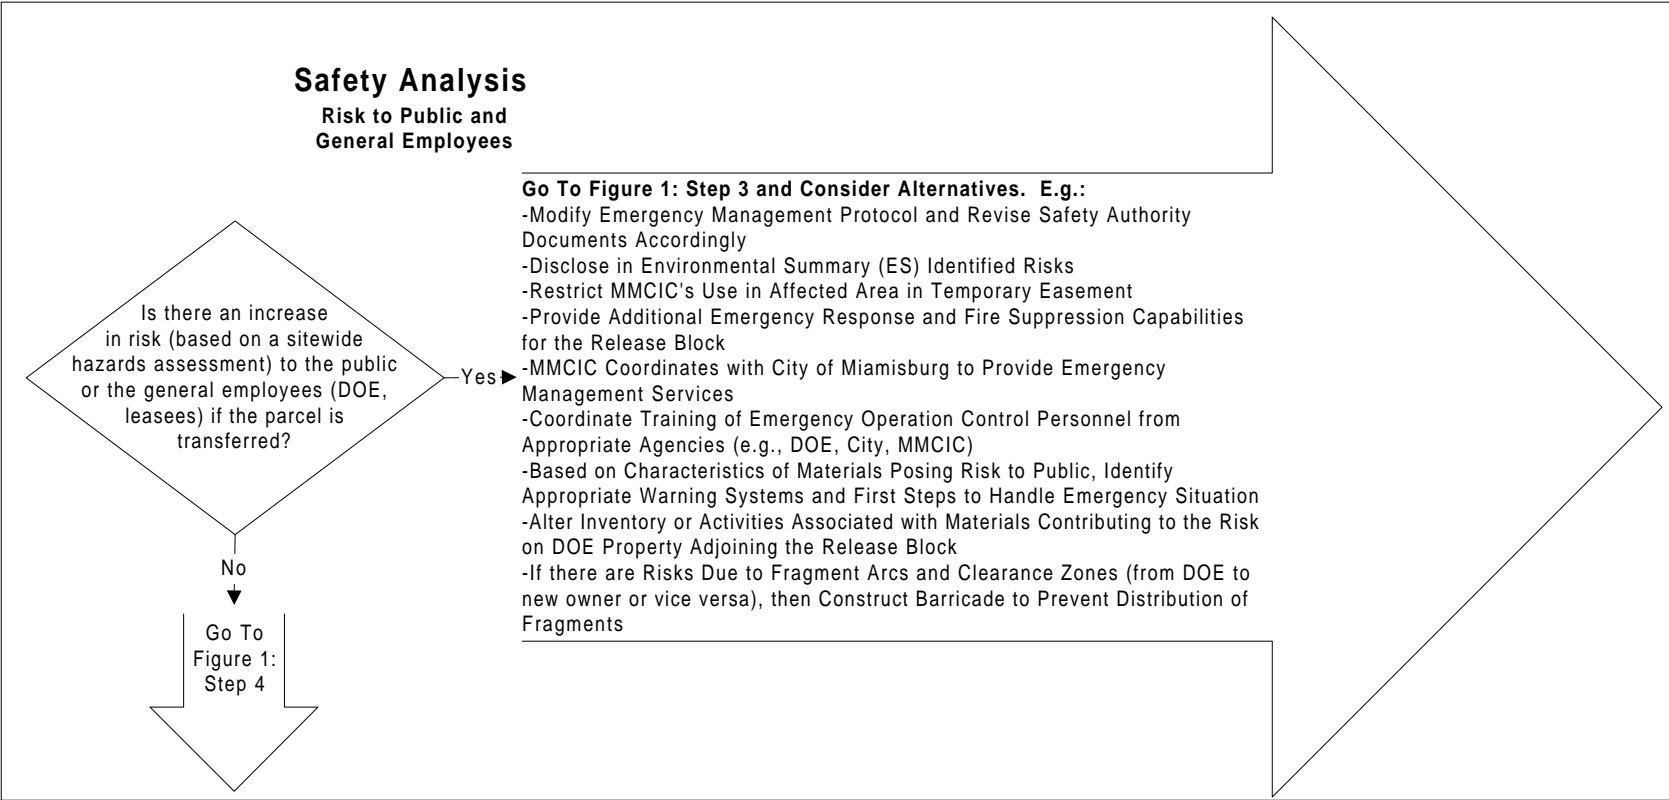 Safety Analysis
Risk to Public and
General Employees
Is there an increase
in risk (based on a sitewide
hazards assessment) to the public
or the general employees (DOE,
leasees) if the parcel is
transferred?
Yes
Go To Figure 1: Step 3 and Consider Alternatives. E.g.:
-Modify Emergency Management Protocol and Revise Safety Authority
Documents Accordingly
-Disclose in Environmental Summary (ES) Identified Risks
-Restrict MMCIC's Use in Affected Area in Temporary Easement
-Provide Additional Emergency Response and Fire Suppression Capabilities
for the Release Block
-MMCIC Coordinates with City of Miamisburg to Provide Emergency
Management Services
-Coordinate Training of Emergency Operation Control Personnel from
Appropriate Agencies (e.g., DOE, City, MMCIC)
-Based on Characteristics of Materials Posing Risk to Public, Identify
Appropriate Warning Systems and First Steps to Handle Emergency Situation
-Alter Inventory or Activities Associated with Materials Contributing to the Risk
on DOE Property Adjoining the Release Block
-If there are Risks Due to Fragment Arcs and Clearance Zones (from DOE to
new owner or vice versa), then Construct Barricade to Prevent Distribution of
Fragments
No
Go To
Figure 1:
Step 4